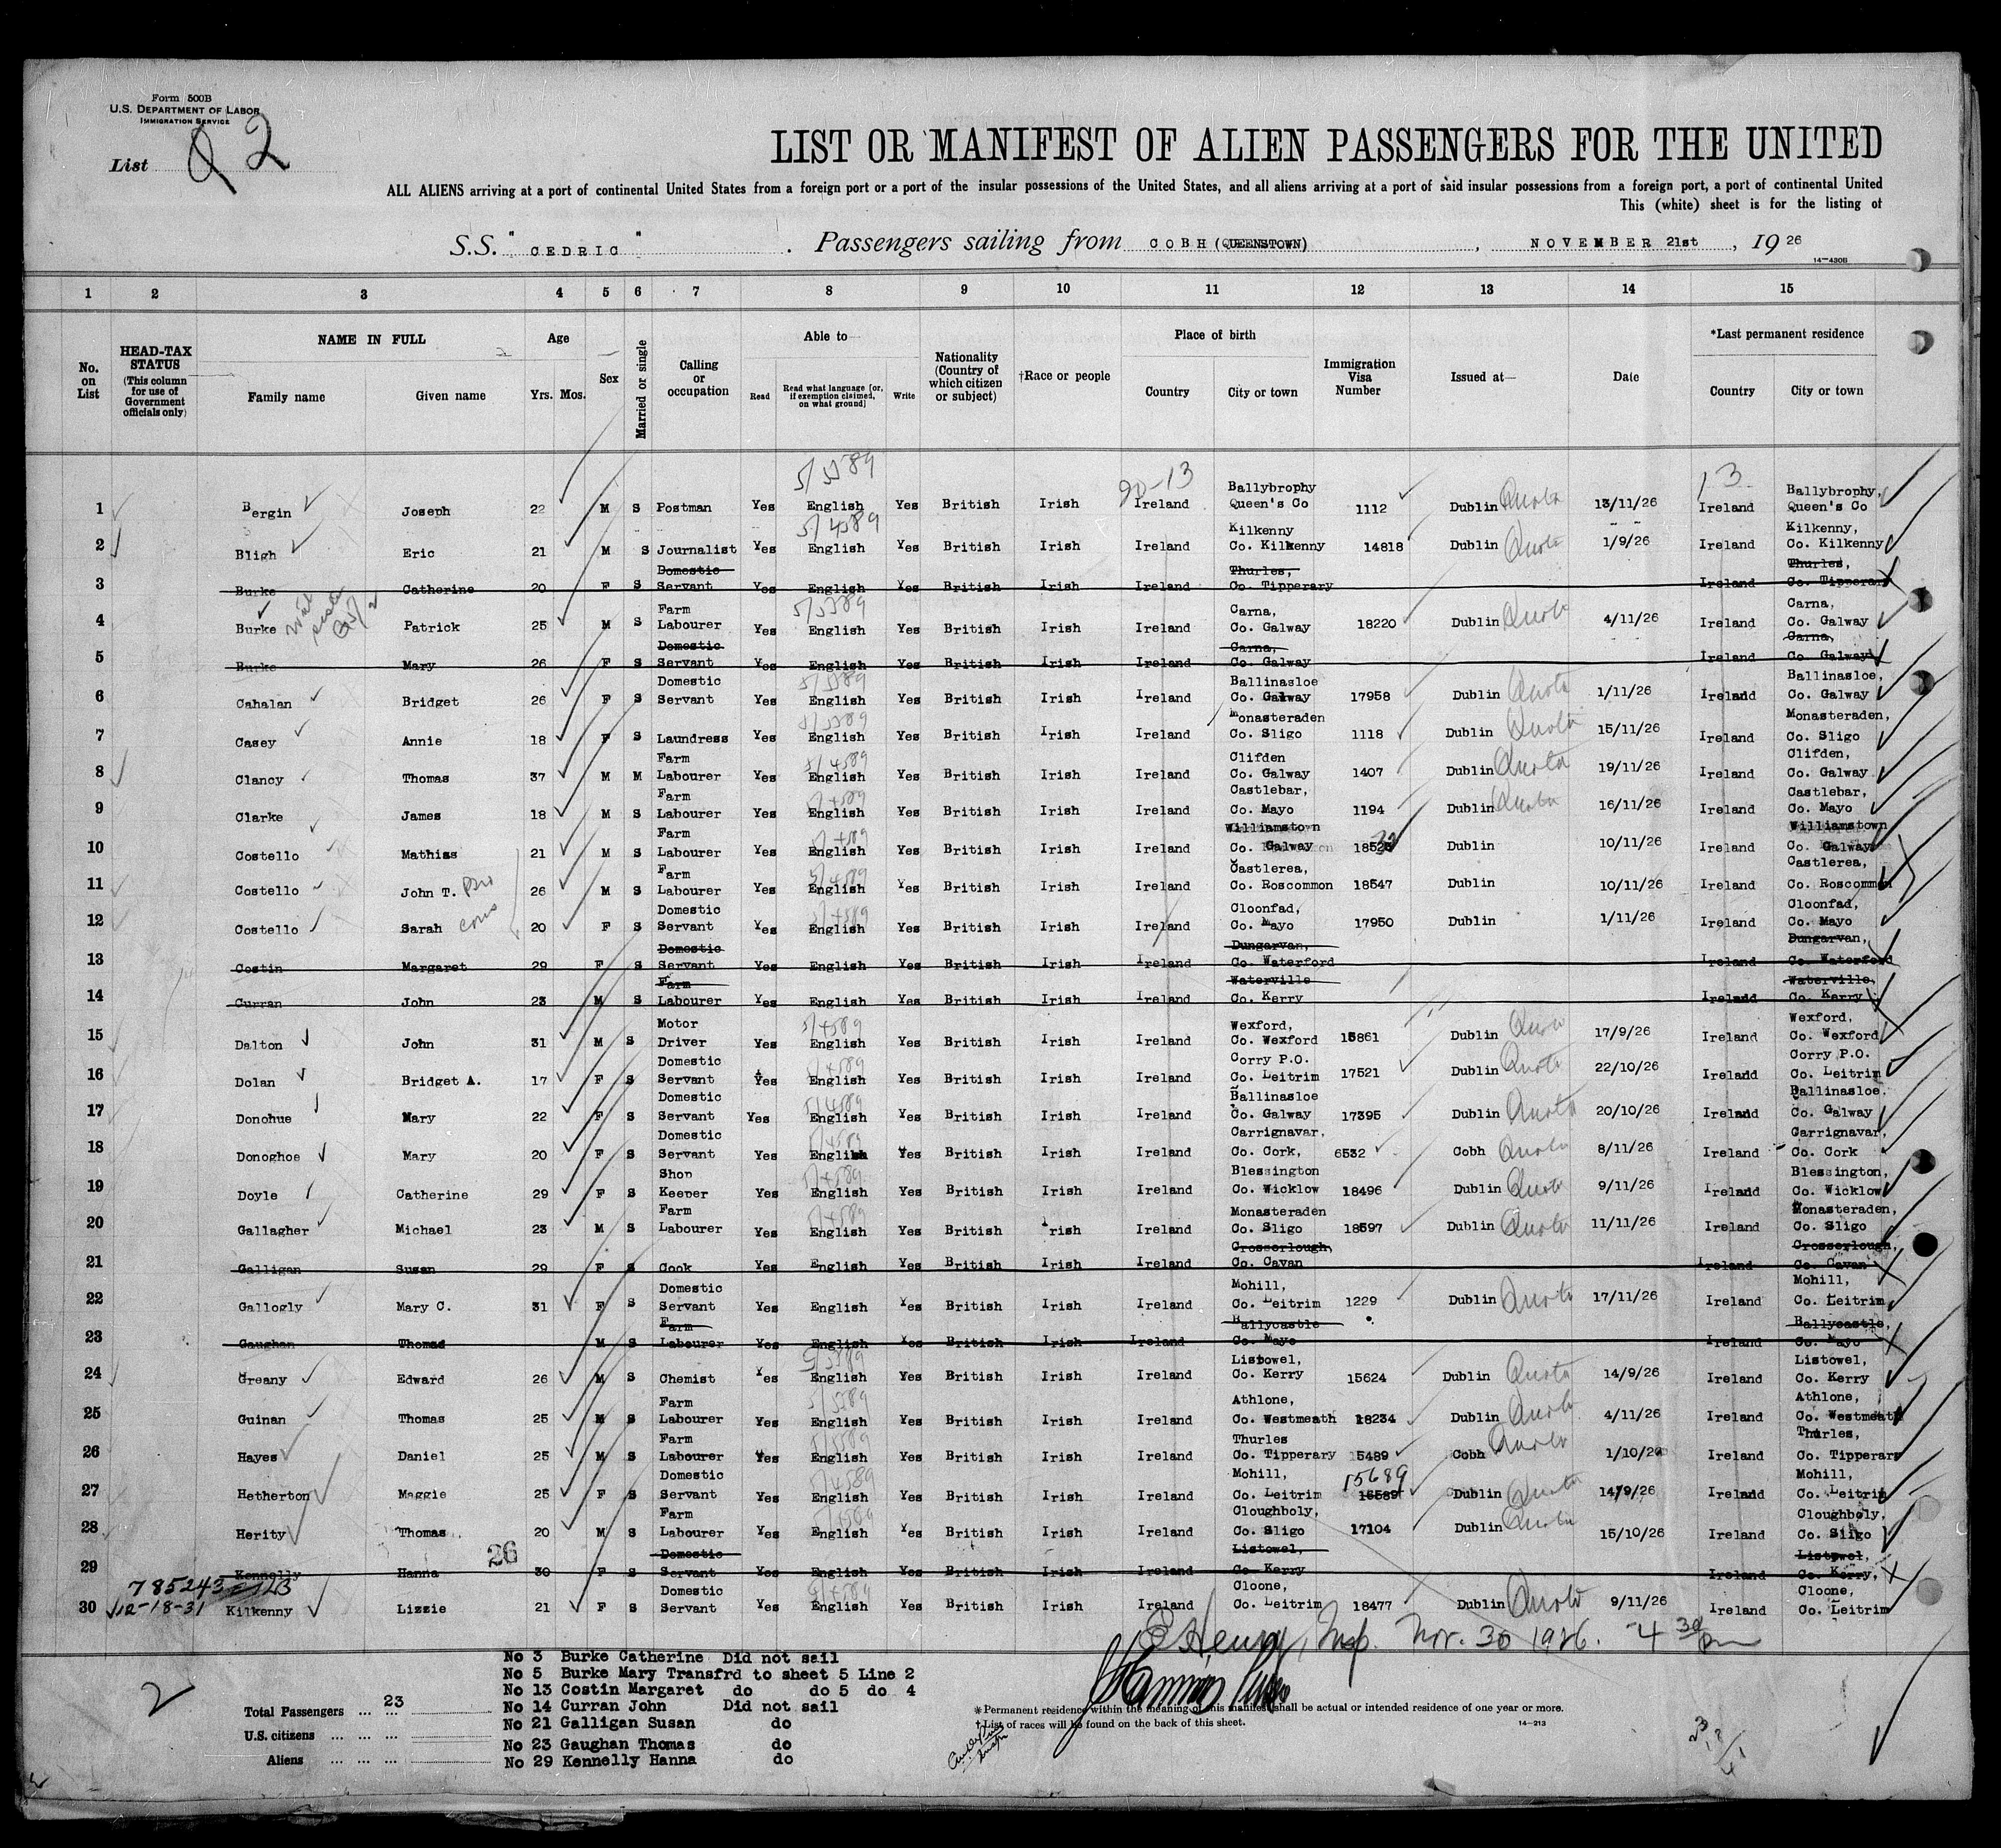 Form 500B
U.S. DEPARTMENT OF LABOR
IMMIGRATION SERVICE
List 2
LIST OR MANIFEST OF ALIEN PASSENGERS FOR THE UNITED
ALL ALIENS arriving at a port of continental United States from a foreign port or a port of the insular possessions of the United States, and all aliens arriving at a port of said insular possessions from a foreign port, a port of continental United
This (white) sheet is for the listing of
S.S. "CEDRIC" . Passengers sailing from COBH (QUEENSTOWN) , NOVEMBER 21st , 19 26
14-430B
1 2 3 4 5 6 7 8 9 10 11 12 13 14 15
No. on List
HEAD-TAX STATUS (This column for use of Government officials only)
NAME IN FULL
Family name Given name
Age
Yrs. Mos.
Sex
Married or single
Calling or occupation
Able to—
Read
Read what language [or, if exemption claimed, on what ground]
Write
Nationality (Country of which citizen or subject)
†Race or people
Place of birth
Country City or town
Immigration Visa Number
Issued at—
Date
*Last permanent residence
Country City or town
1 Bergin Joseph 22 M S Postman Yes English Yes British Irish Ireland Ballybrophy Queen's Co 1112 Dublin Quota 13/11/26 Ireland Ballybrophy, Queen's Co
2 Bligh Eric 21 M S Journalist Yes English Yes British Irish Ireland Kilkenny Co. Kilkenny 14818 Dublin Quota 1/9/26 Ireland Kilkenny, Co. Kilkenny
3 Burke Catherine 20 F S Domestic Servant Yes English Yes British Irish Ireland Thurles, Co. Tipperary Ireland Thurles, Co. Tipperary
4 Burke Patrick 25 M S Farm Labourer Yes English Yes British Irish Ireland Carna, Co. Galway 18220 Dublin Quota 4/11/26 Ireland Carna, Co. Galway
5 Burke Mary 26 F S Domestic Servant Yes English Yes British Irish Ireland Carna, Co. Galway Ireland Carna, Co. Galway
6 Cahalan Bridget 26 F S Domestic Servant Yes English Yes British Irish Ireland Ballinasloe Co. Galway 17958 Dublin Quota 1/11/26 Ireland Ballinasloe, Co. Galway
7 Casey Annie 18 F S Laundress Yes English Yes British Irish Ireland Monasteraden Co. Sligo 1118 Dublin Quota 15/11/26 Ireland Monasteraden, Co. Sligo
8 Clancy Thomas 37 M M Farm Labourer Yes English Yes British Irish Ireland Clifden Co. Galway 1407 Dublin Quota 19/11/26 Ireland Clifden, Co. Galway
9 Clarke James 18 M S Farm Labourer Yes English Yes British Irish Ireland Castlebar, Co. Mayo 1194 Dublin Quota 16/11/26 Ireland Castlebar, Co. Mayo
10 Costello Mathias 21 M S Farm Labourer Yes English Yes British Irish Ireland Williamstown Co. Galway Dublin 10/11/26 Ireland Williamstown Co. Galway
11 Costello John T. 26 M S Farm Labourer Yes English Yes British Irish Ireland Castlerea, Co. Roscommon 18547 Dublin 10/11/26 Ireland Castlerea, Co. Roscommon
12 Costello Sarah 20 F S Domestic Servant Yes English Yes British Irish Ireland Cloonfad, Co. Mayo 17950 Dublin 1/11/26 Ireland Cloonfad, Co. Mayo
13 Costin Margaret 29 F S Domestic Servant Yes English Yes British Irish Ireland Dungarvan, Co. Waterford Ireland Dungarvan, Co. Waterford
14 Curran John 23 M S Farm Labourer Yes English Yes British Irish Ireland Waterville Co. Kerry Ireland Waterville, Co. Kerry
15 Dalton John 31 M S Motor Driver Yes English Yes British Irish Ireland Wexford, Co. Wexford 15861 Dublin Quota 17/9/26 Ireland Wexford, Co. Wexford
16 Dolan Bridget A. 17 F S Domestic Servant Yes English Yes British Irish Ireland Corry P.O. Co. Leitrim 17521 Dublin Quota 22/10/26 Ireland Corry P.O. Co. Leitrim
17 Donohue Mary 22 F S Domestic Servant Yes English Yes British Irish Ireland Ballinasloe Co. Galway 17395 Dublin Quota 20/10/26 Ireland Ballinasloe. Co. Galway
18 Donoghoe Mary 20 F S Domestic Servant Yes English Yes British Irish Ireland Carrignavar, Co. Cork, 6532 Cobh Quota 8/11/26 Ireland Carrignavar, Co. Cork
19 Doyle Catherine 29 F S Shop Keeper Yes English Yes British Irish Ireland Blessington Co. Wicklow 18496 Dublin Quota 9/11/26 Ireland Blessington, Co. Wicklow
20 Gallagher Michael 23 M S Farm Labourer Yes English Yes British Irish Ireland Monasteraden Co. Sligo 18597 Dublin Quota 11/11/26 Ireland Monasteraden, Co. Sligo
21 Galligan Susan 29 F S Cook Yes English Yes British Irish Ireland Crosserlough, Co. Cavan Ireland Crosserlough, Co. Cavan
22 Gallogly Mary C. 31 F S Domestic Servant Yes English Yes British Irish Ireland Mohill, Co. Leitrim 1229 Dublin Quota 17/11/26 Ireland Mohill, Co. Leitrim
23 Gaughan Thomas M S Farm Labourer Yes English Yes British Irish Ireland Ballycastle Co. Mayo Ireland Ballycastle, Co. Mayo
24 Greany Edward 26 M S Chemist Yes English Yes British Irish Ireland Listowel, Co. Kerry 15624 Dublin Quota 14/9/26 Ireland Listowel, Co. Kerry
25 Guinan Thomas 25 M S Farm Labourer Yes English Yes British Irish Ireland Athlone, Co. Westmeath 18234 Dublin Quota 4/11/26 Ireland Athlone, Co. Westmeath
26 Hayes Daniel 25 M S Farm Labourer Yes English Yes British Irish Ireland Thurles Co. Tipperary 5489 Cobh Quota 1/10/26 Ireland Thurles, Co. Tipperary
27 Hetherton Maggie 25 F S Domestic Servant Yes English Yes British Irish Ireland Mohill, Co. Leitrim 15689 16589 Dublin Quota 14/9/26 Ireland Mohill, Co. Leitrim
28 Herity Thomas 20 M S Farm Labourer Yes English Yes British Irish Ireland Cloughboly, Co. Sligo 17104 Dublin Quota 15/10/26 Ireland Cloughboly, Co. Sligo
29 Kennelly Hanna 26 30 F S Domestic Servant Yes English Yes British Irish Ireland Listowel, Co Kerry Ireland Listowel, Co. Kerry,
785243
30 12-18-31 Kilkenny Lizzie 21 F S Domestic Servant Yes English Yes British Irish Ireland Cloone, Co. Leitrim 18477 Dublin Quota 9/11/26 Ireland Cloone, Co. Leitrim
Henry, Insp. Nov. 30 1926. 4 30 pm
No 3 Burke Catherine Did not sail
No 5 Burke Mary Transfrd to sheet 5 Line 2
No 13 Costin Margaret do do 5 do 4
No 14 Curran John Did not sail
No 21 Galligan Susan do
No 23 Gaughan Thomas do
No 29 Kennelly Hanna do
2
Total Passengers ... ... 23
U.S. citizens ... ... ...
Aliens ... ... ...
* Permanent residence within the meaning of this manifest shall be actual or intended residence of one year or more.
† List of races will be found on the back of this sheet.
14-213